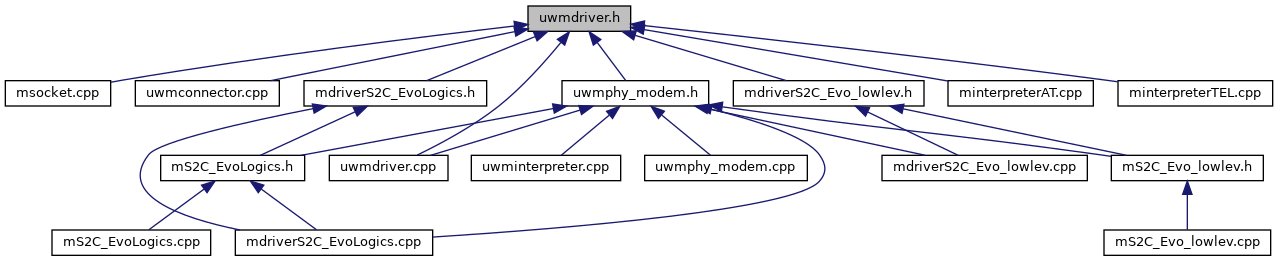 uwmdriver.h
msocket.cpp
uwmconnector.cpp
mdriverS2C_EvoLogics.h
uwmphy_modem.h
mdriverS2C_Evo_lowlev.h
minterpreterAT.cpp
minterpreterTEL.cpp
mS2C_EvoLogics.h
uwmdriver.cpp
uwminterpreter.cpp
uwmphy_modem.cpp
mdriverS2C_Evo_lowlev.cpp
mS2C_Evo_lowlev.h
mS2C_EvoLogics.cpp
mdriverS2C_EvoLogics.cpp
mS2C_Evo_lowlev.cpp